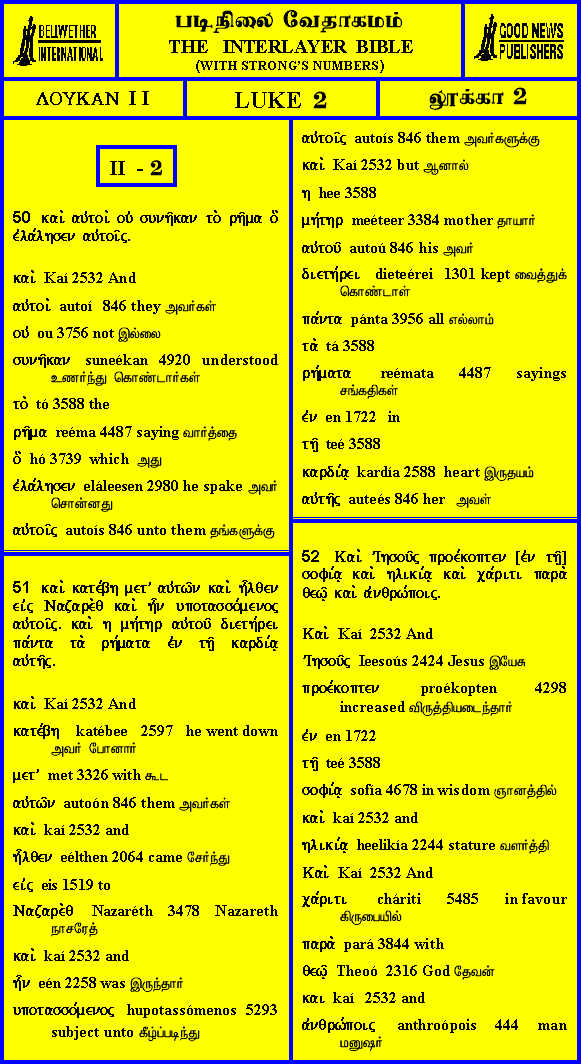 BELLWETHER
INTERNATIONAL
படிநிலை வேதாகமம்
THE INTERLAYER BIBLE
(WITH STRONG'S NUMBERS)
GOOD NEWS
PUBLISHERS
ΛΟΥΚΑΝ II
LUKE 2
லூக்கா 2
II - 2
50 καὶ αὐτοὶ οὐ συνῆκαν τὸ ρῆμα ὃ
ἐλάλησεν αὐτοῖς.
καὶ Kaí 2532 And
αὐτοὶ autoí 846 they அவர்கள்
οὐ ou 3756 not இல்லை
συνῆκαν suneékan 4920 understood
உணர்ந்து கொண்டார்கள்
τὸ tó 3588 the
ρῆμα reéma 4487 saying வார்த்தை
ὃ hó 3739 which அது
ἐλάλησεν eláleesen 2980 he spake அவர்
சொன்னது
αὐτοῖς autoís 846 unto them தங்களுக்கு
51 καὶ κατέβη μετ' αὐτῶν καὶ ἦλθεν
εἰς Ναζαρὲθ καὶ ἦν υποτασσόμενος
αὐτοῖς. καὶ η μήτηρ αὐτοῦ διετήρει
πάντα τὰ ρήματα ἐν τῇ καρδίᾳ
αὐτῆς.
καὶ Kaí 2532 And
κατέβη katébee 2597 he went down
அவர் போனார்
μετ' met 3326 with கூட
αὐτῶν autoón 846 them அவர்கள்
καὶ kaí 2532 and
ἦλθεν eélthen 2064 came சேர்ந்து
εἰς eis 1519 to
Ναζαρὲθ Nazaréth 3478 Nazareth
நாசரேத்
καὶ kaí 2532 and
ἦν eén 2258 was இருந்தார்
υποτασσόμενος hupotassómenos 5293
subject unto கீழ்ப்படிந்து
αὐτοῖς autoís 846 them அவர்களுக்கு
καὶ Kaí 2532 but ஆனால்
η hee 3588
μήτηρ meéteer 3384 mother தாயார்
αὐτοῦ autoú 846 his அவர்
διετήρει dieteérei 1301 kept வைத்துக்
கொண்டாள்
πάντα pánta 3956 all எல்லாம்
τὰ tá 3588
ρήματα reémata 4487 sayings
சங்கதிகள்
ἐν en 1722 in
τῇ teé 3588
καρδίᾳ kardía 2588 heart இருதயம்
αὐτῆς auteés 846 her அவள்
52 Καὶ Ἰησοῦς προέκοπτεν [ἐν τῇ]
σοφίᾳ καὶ ηλικίᾳ καὶ χάριτι παρὰ
θεῷ καὶ ἀνθρώποις.
Καὶ Kaí 2532 And
Ἰησοῦς Ieesoús 2424 Jesus இயேசு
προέκοπτεν proékopten 4298
increased விருத்தியடைந்தார்
ἐν en 1722
τῇ teé 3588
σοφίᾳ sofía 4678 in wisdom ஞானத்தில்
καὶ kaí 2532 and
ηλικίᾳ heelikía 2244 stature வளர்த்தி
Καὶ Kaí 2532 And
χάριτι cháriti 5485 in favour
கிருபையில்
παρὰ pará 3844 with
θεῷ Theoó 2316 God தேவன்
και kaí 2532 and
ἀνθρώποις anthroópois 444 man
மனுஷர்